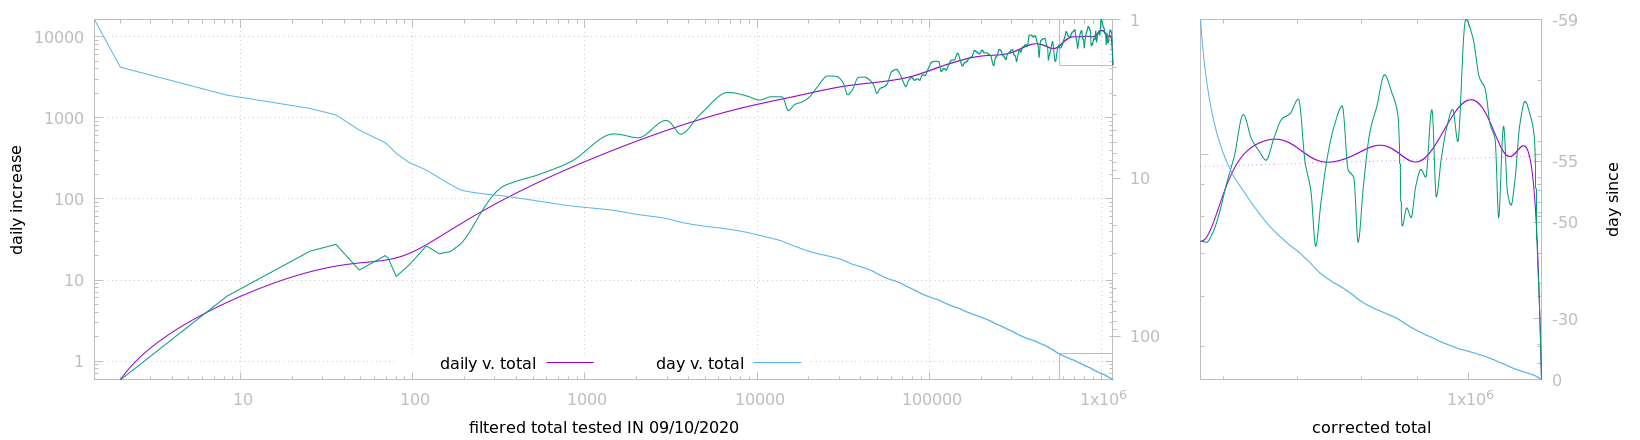 10000
1000
100
10
1
daily increase
10
100
1000
10000
100000
1x10^6
filtered total tested IN 09/10/2020
daily v. total
day v. total
1
10
100
1x10^6
corrected total
-59
-55
-50
-30
0
day since